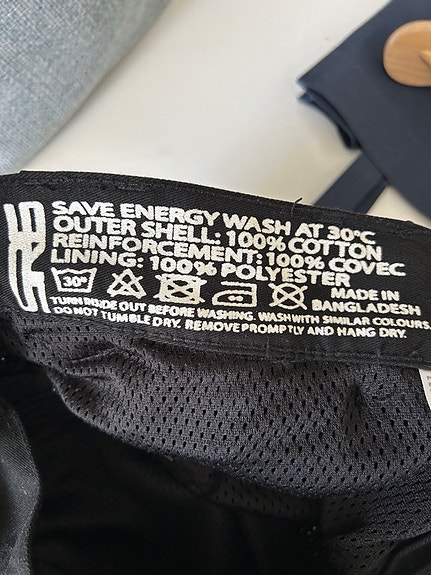 SAVE ENERGY WASH AT 30°C
OUTER SHELL: 100% COTTON
REINFORCEMENT: 100% COVEC
LINING: 100% POLYESTER
30°
MADE IN
BANGLADESH
TURN INSIDE OUT BEFORE WASHING. WASH WITH SIMILAR COLOURS.
DO NOT TUMBLE DRY. REMOVE PROMPTLY AND HANG DRY.